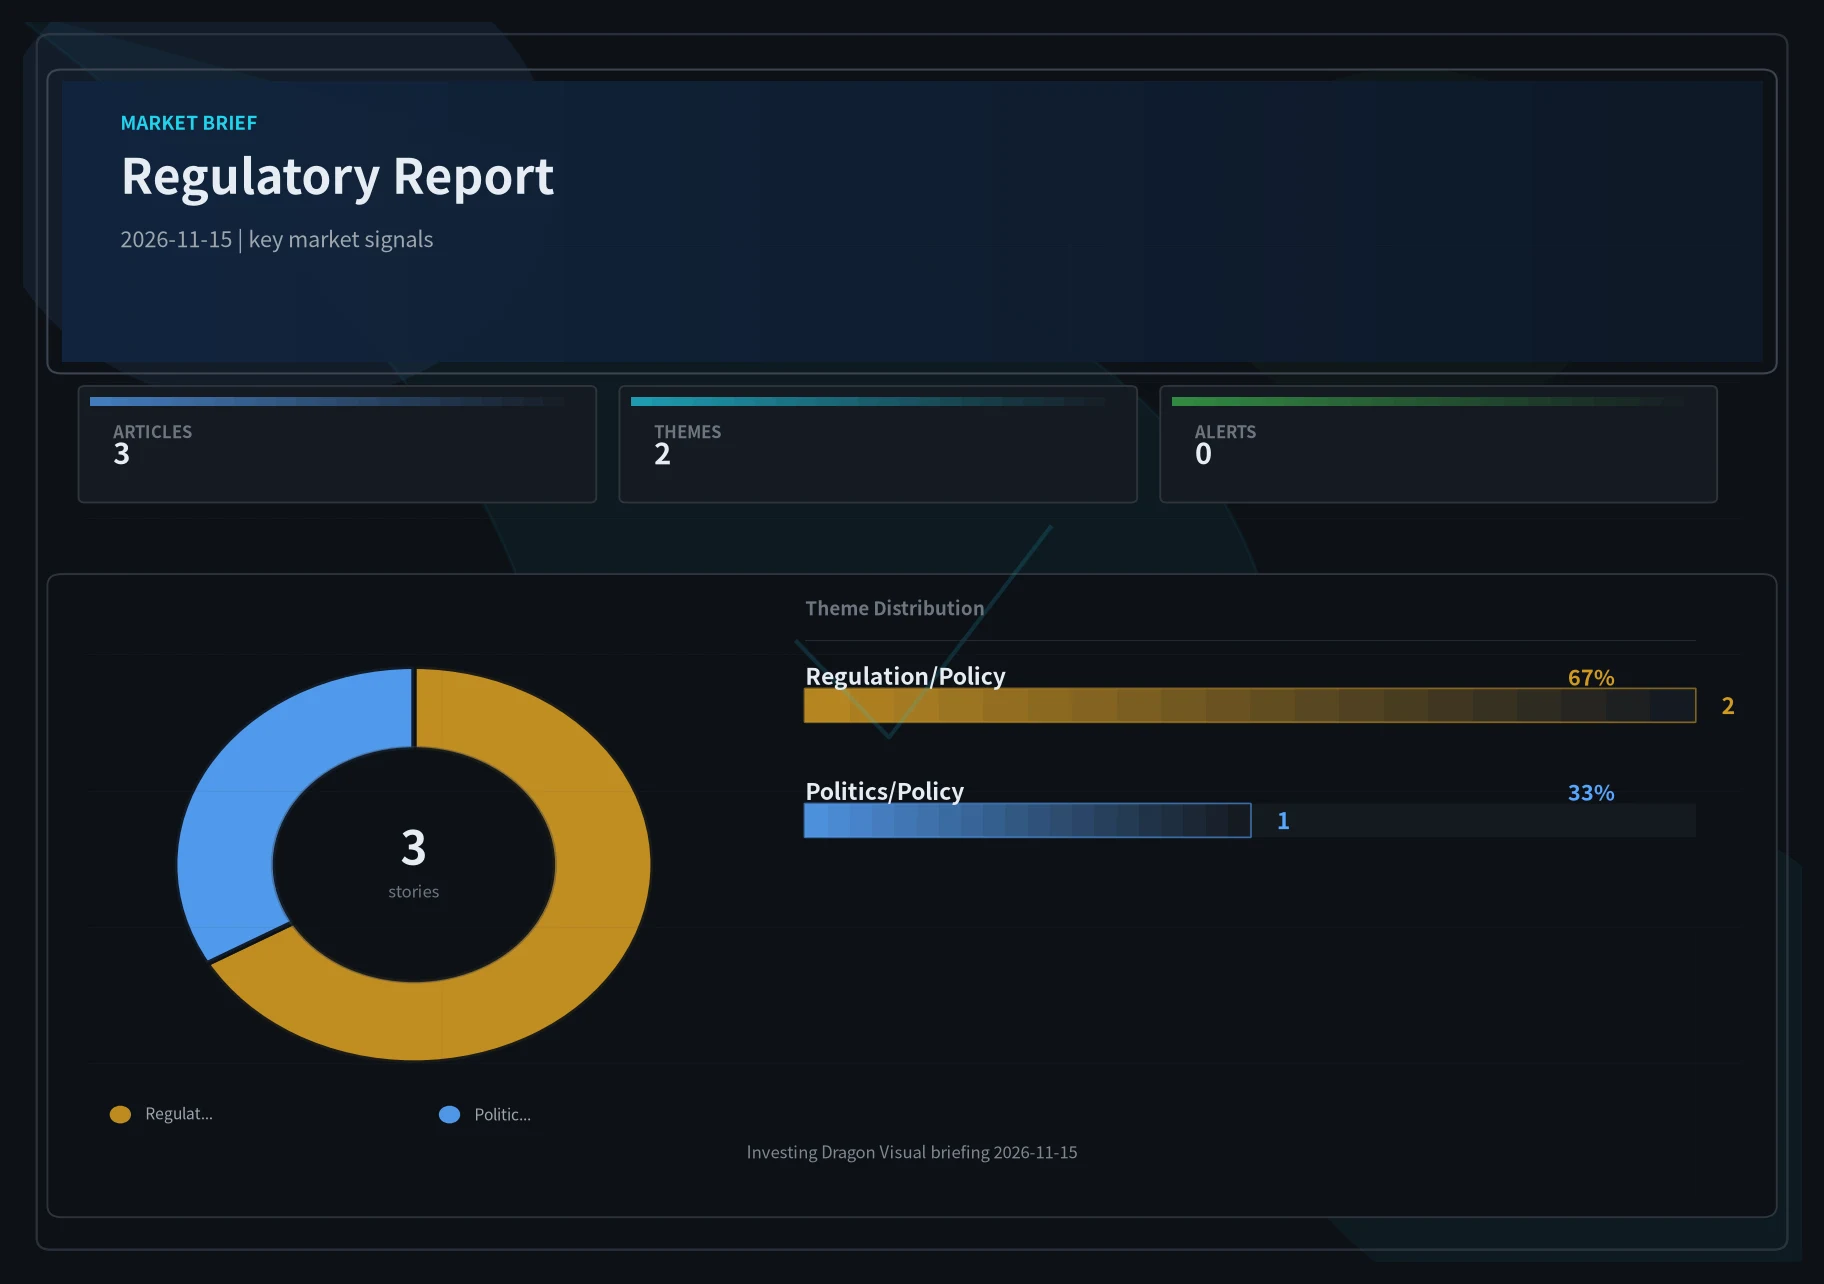 MARKET BRIEF
Regulatory Report
2026-11-15 | key market signals
ARTICLES
3
THEMES
2
ALERTS
0
Theme Distribution
Regulation/Policy
67%
2
Politics/Policy
33%
1
3
stories
Regulat...
Politic...
Investing Dragon Visual briefing 2026-11-15